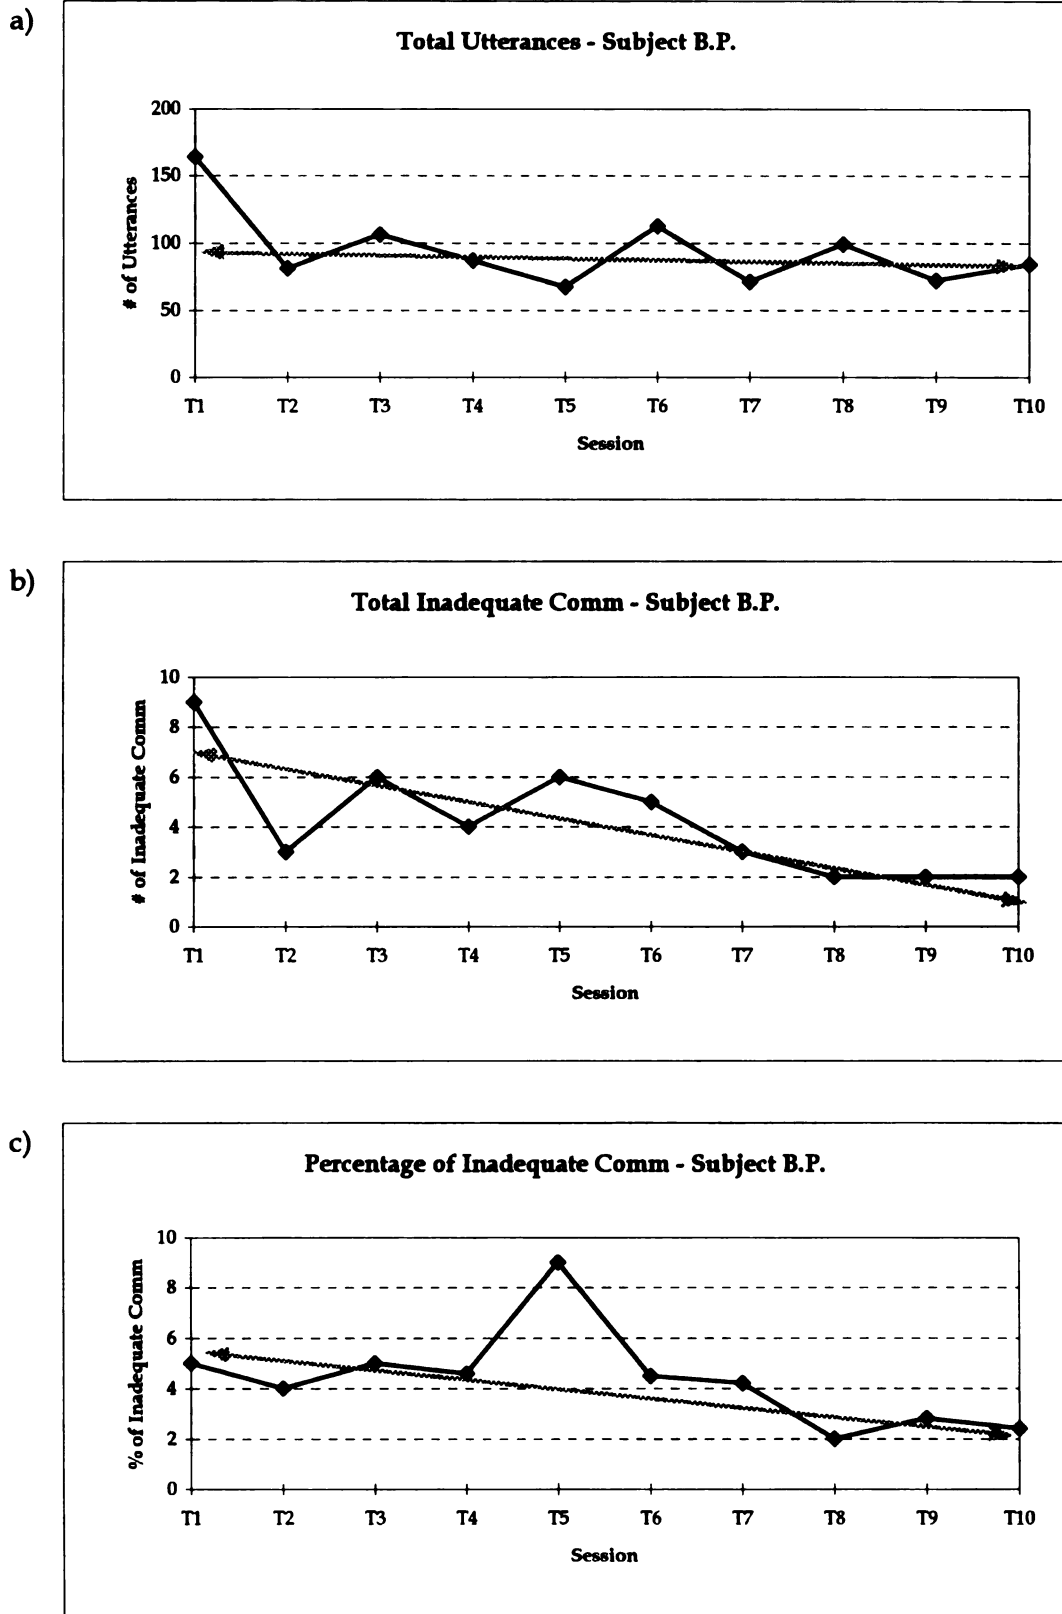 a)
Total Utterances - Subject B.P.
200
150
100
50
0
# of Utterances
T1 T2 T3 T4 T5 T6 T7 T8 T9 T10
Session
b)
Total Inadequate Comm - Subject B.P.
10
8
6
4
2
0
# of Inadequate Comm
T1 T2 T3 T4 T5 T6 T7 T8 T9 T10
Session
c)
Percentage of Inadequate Comm - Subject B.P.
10
8
6
4
2
0
% of Inadequate Comm
T1 T2 T3 T4 T5 T6 T7 T8 T9 T10
Session